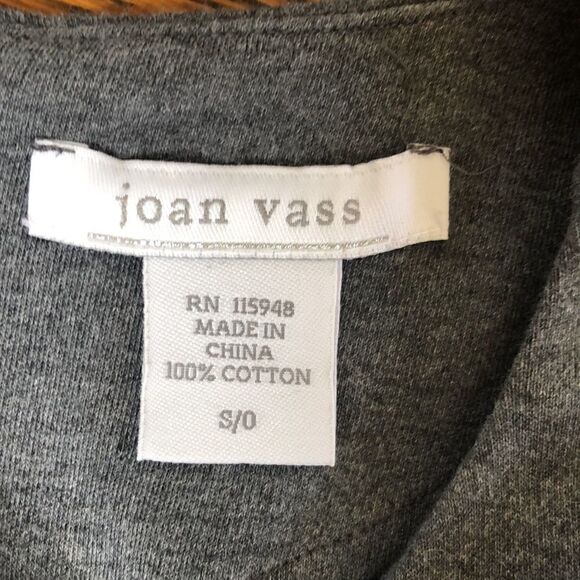 joan vass
RN 115948
MADE IN
CHINA
100% COTTON
S/0